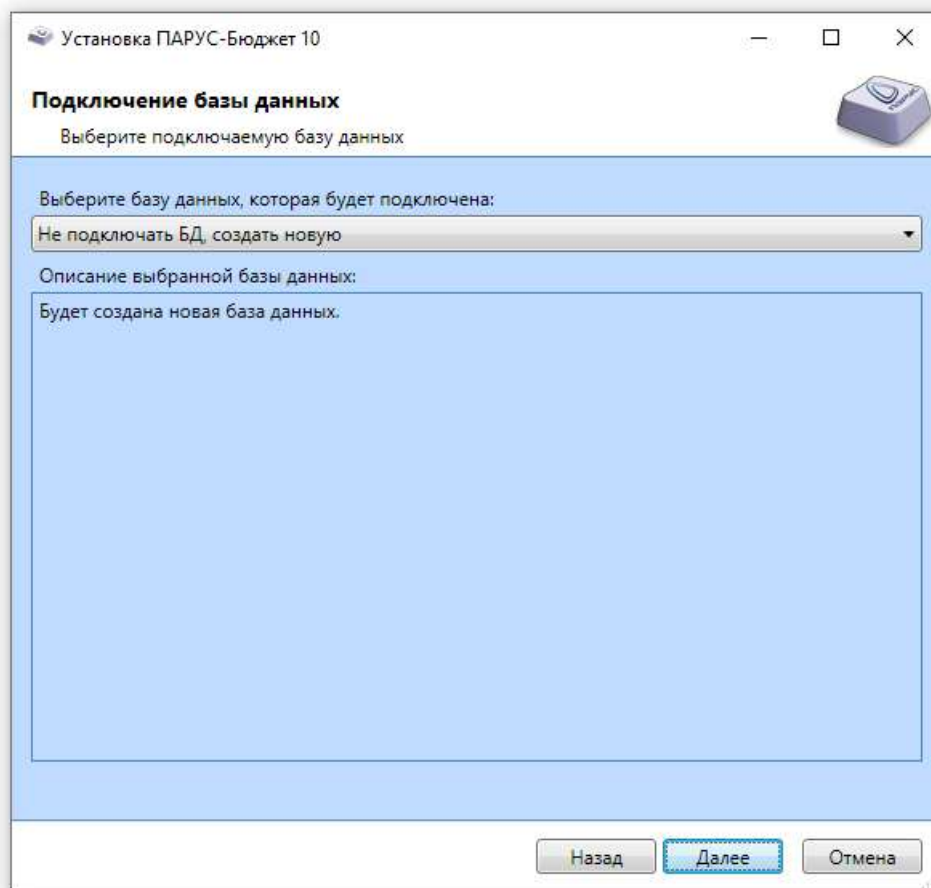 Установка ПАРУС-Бюджет 10
Подключение базы данных
Выберите подключаемую базу данных
Выберите базу данных, которая будет подключена:
Не подключать БД, создать новую
Описание выбранной базы данных:
Будет создана новая база данных.
Назад Далее Отмена